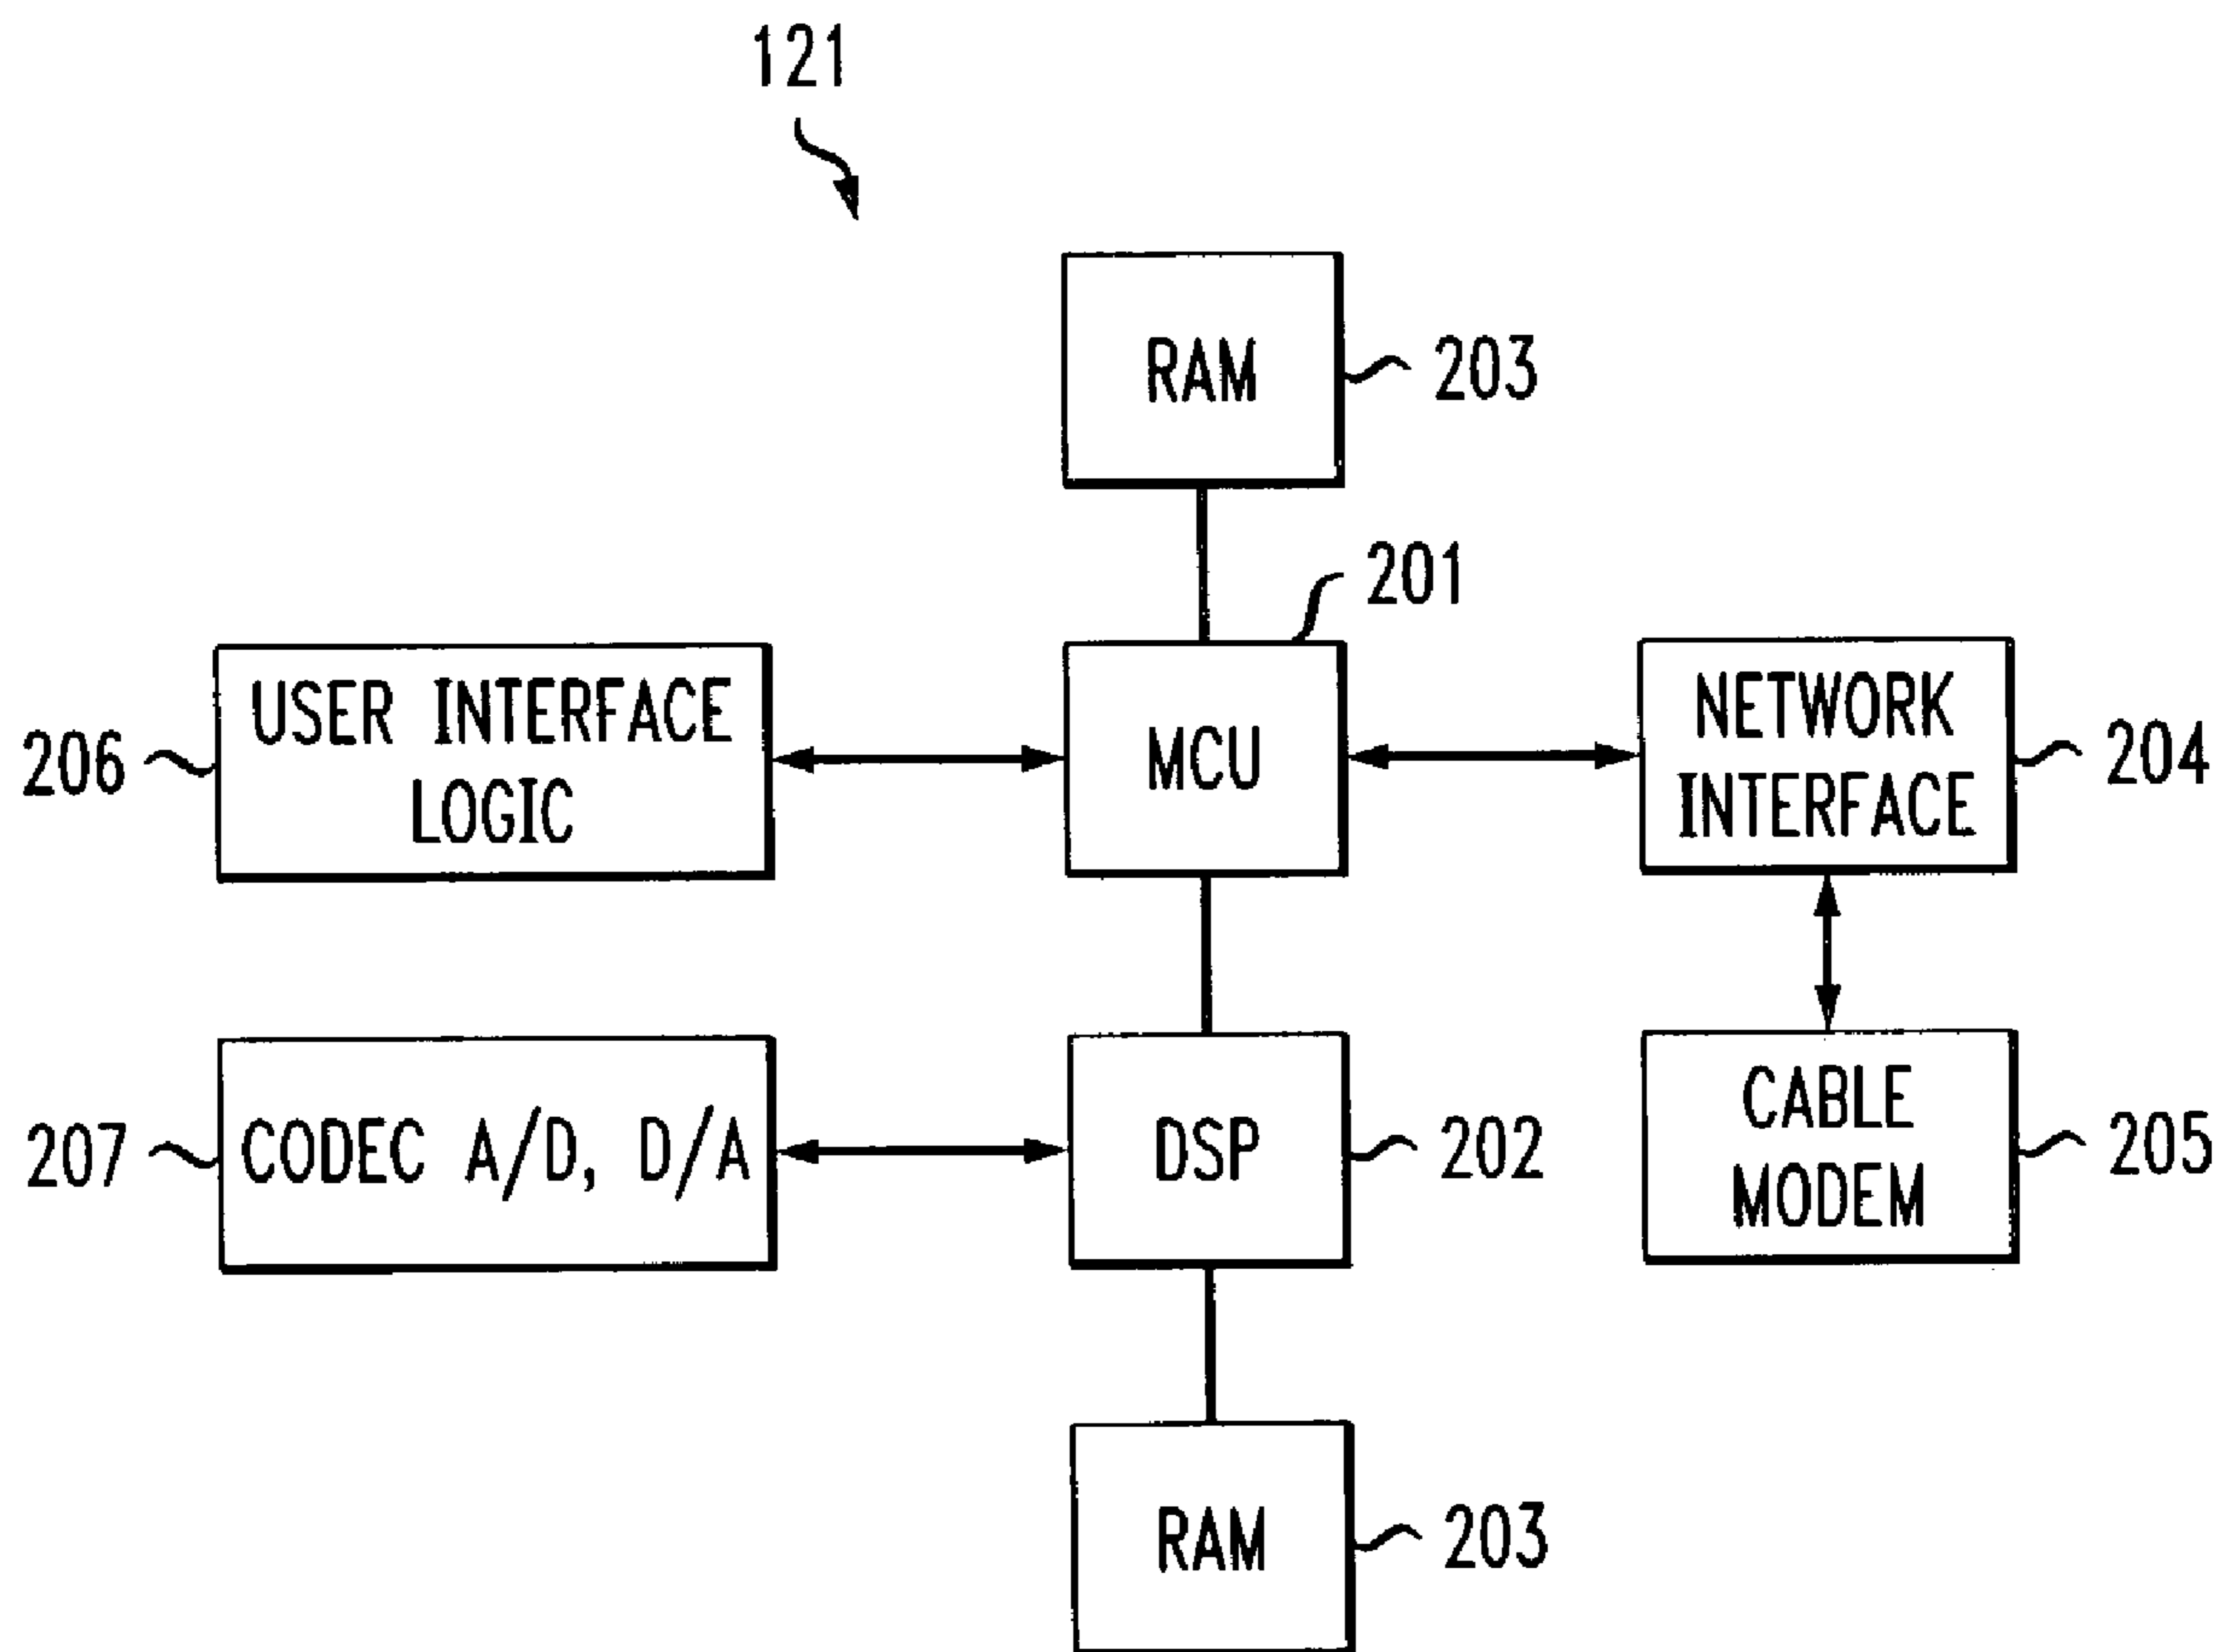 121
RAM
203
201
USER INTERFACE
LOGIC
206
MCU
NETWORK
INTERFACE
204
CODEC A/D, D/A
207
DSP
202
CABLE
MODEM
205
RAM
203